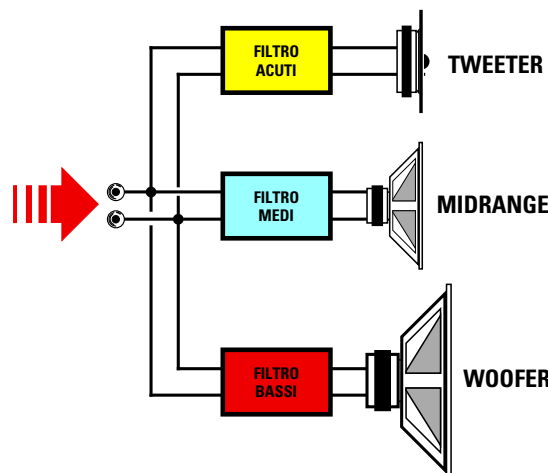 FILTRO
ACUTI
TWEETER
FILTRO
MEDI
MIDRANGE
FILTRO
BASSI
WOOFER